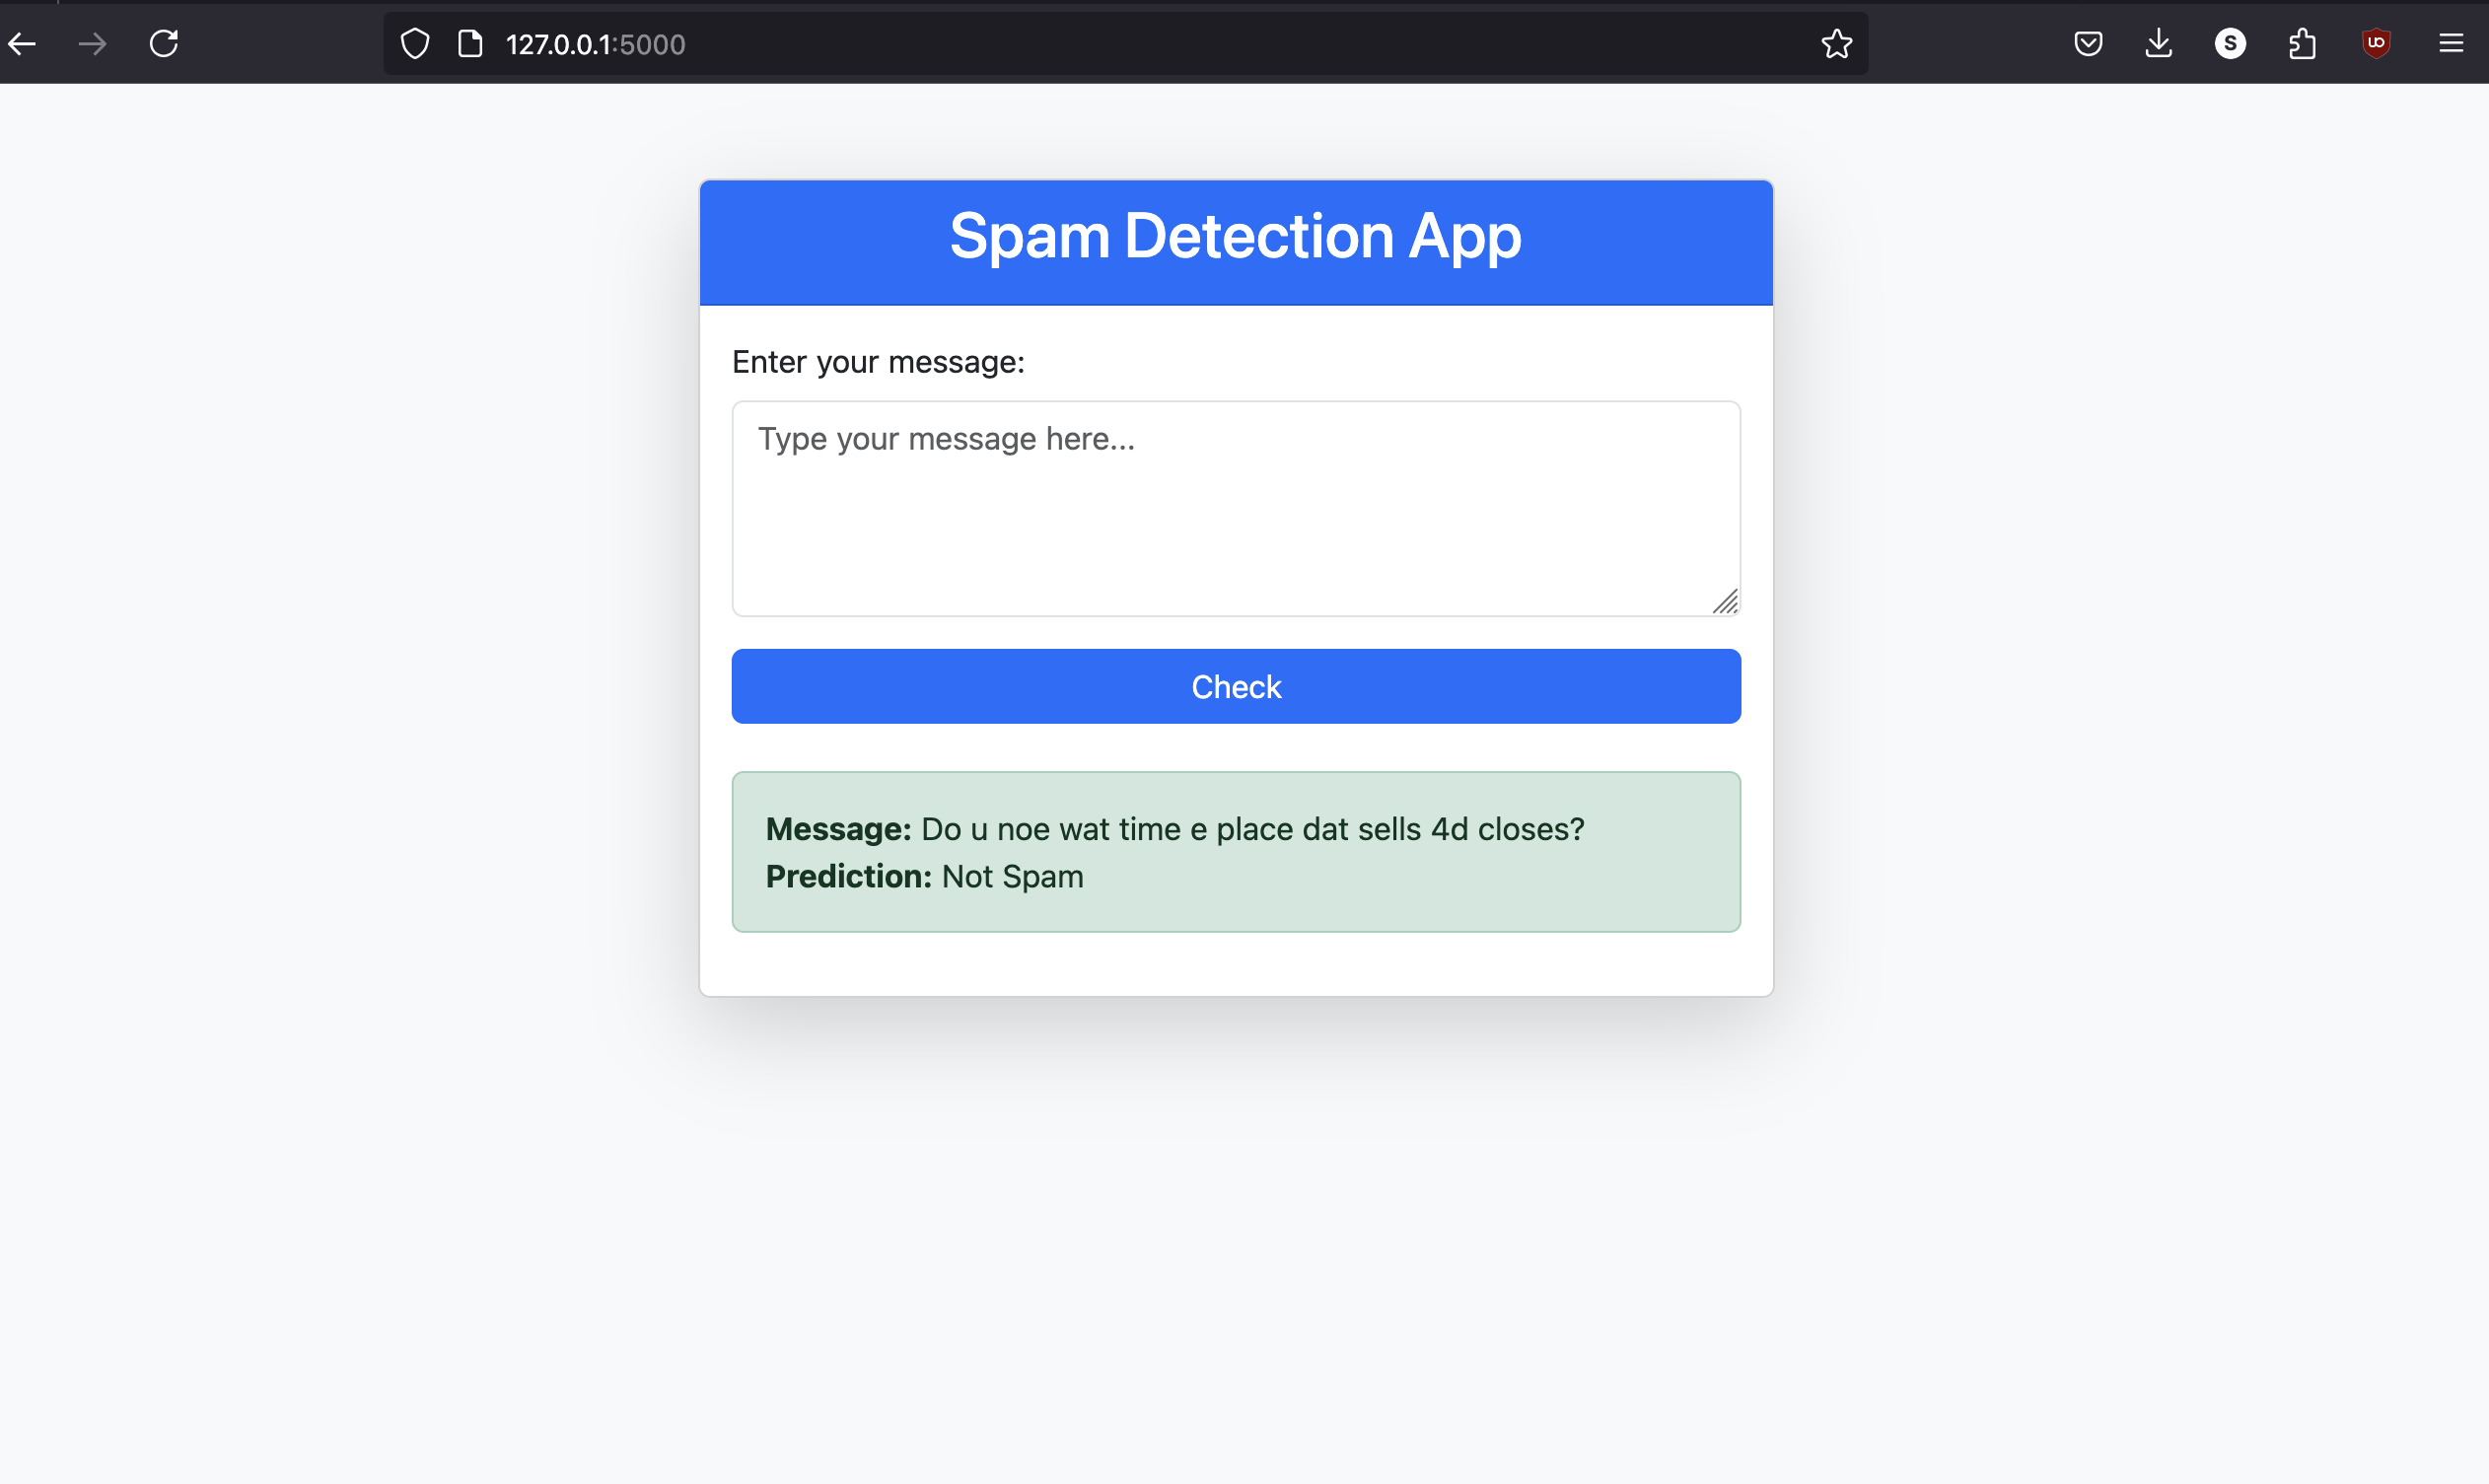 127.0.0.1:5000
S
Spam Detection App
Enter your message:
Type your message here...
Check
Message: Do u noe wat time e place dat sells 4d closes?
Prediction: Not Spam